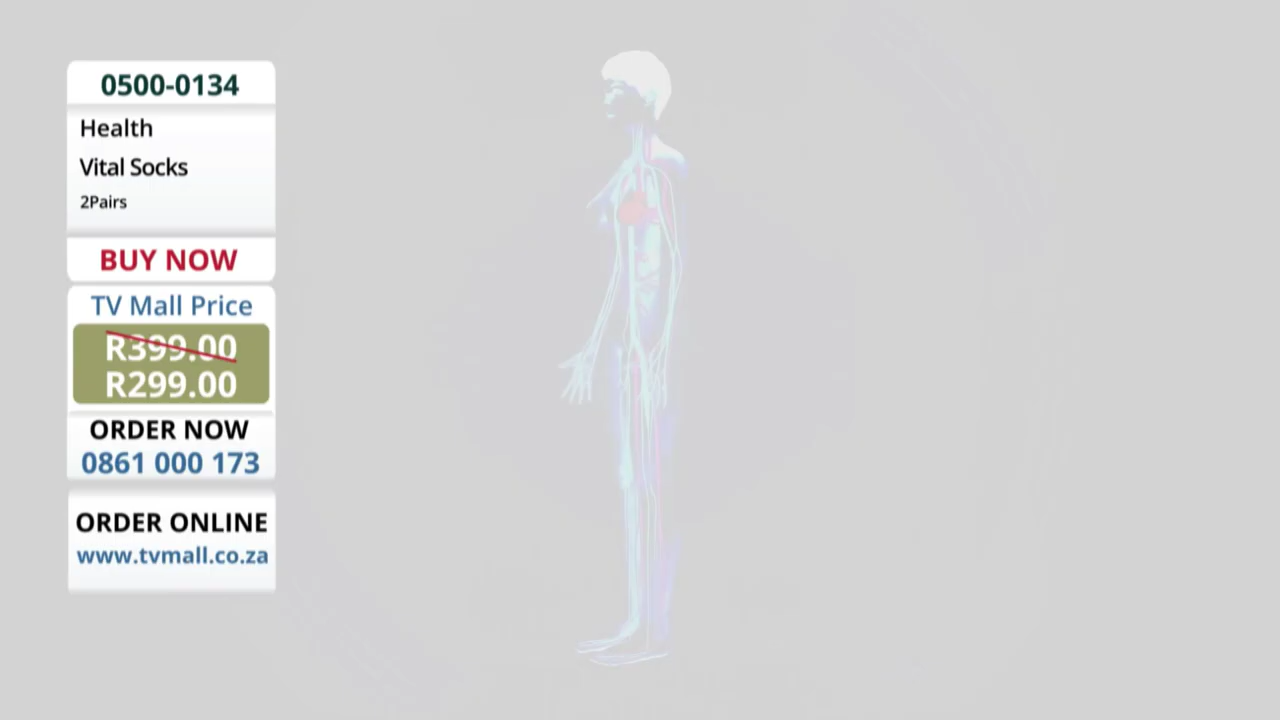 0500-0134
Health
Vital Socks
2Pairs
BUY NOW
TV Mall Price
R399.00
R299.00
ORDER NOW
0861 000 173
ORDER ONLINE
www.tvmall.co.za